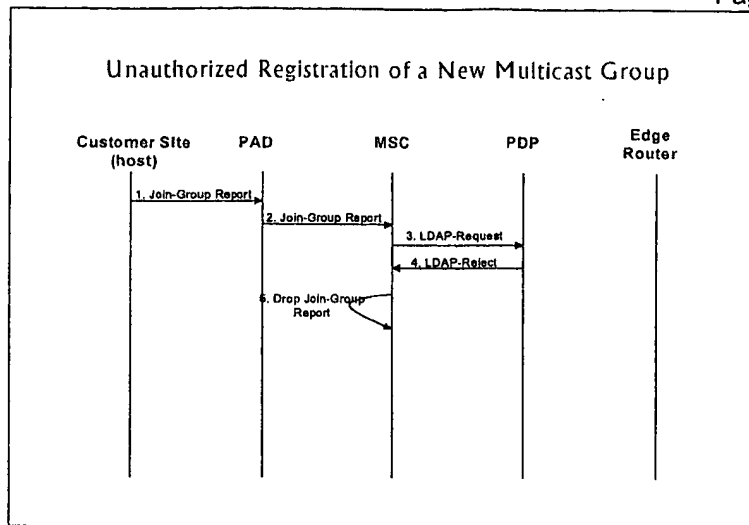 Unauthorized Registration of a New Multicast Group
Customer Site
(host)
PAD
MSC
PDP
Edge
Router
1. Join-Group Report
2. Join-Group Report
3. LDAP-Request
4. LDAP-Reject
5. Drop Join-Group
Report